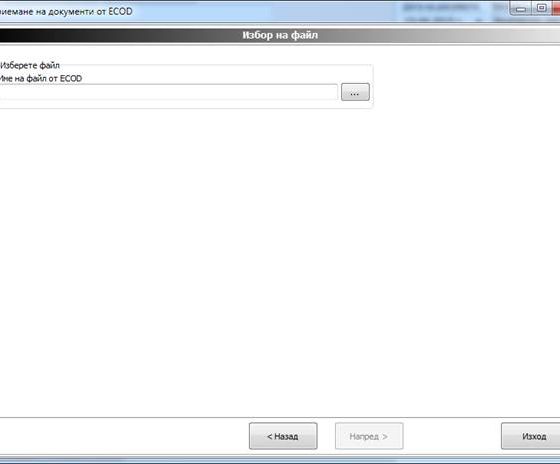 иемане на документи от ECOD
Избор на файл
Изберете файл
Име на файл от ECOD
...
< Назад
Напред >
Изход